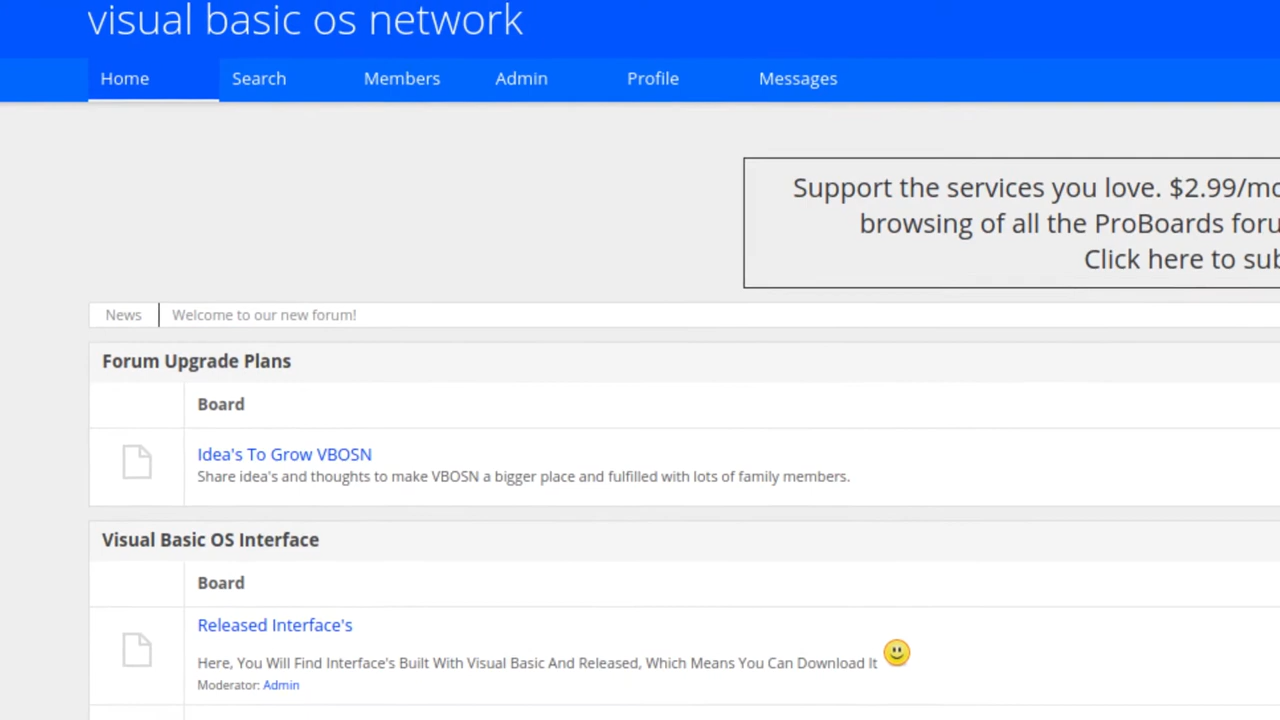 visual basic os network
Home Search Members Admin Profile Messages
Support the services you love. $2.99/mo
browsing of all the ProBoards
Click here to
News Welcome to our new forum!
Forum Upgrade Plans
Board
Idea's To Grow VBOSN
Share idea's and thoughts to make VBOSN a bigger place and fulfilled with lots of family members.
Visual Basic OS Interface
Board
Released Interface's
Here, You Will Find Interface's Built With Visual Basic And Released, Which Means You Can Download It
Moderator: Admin